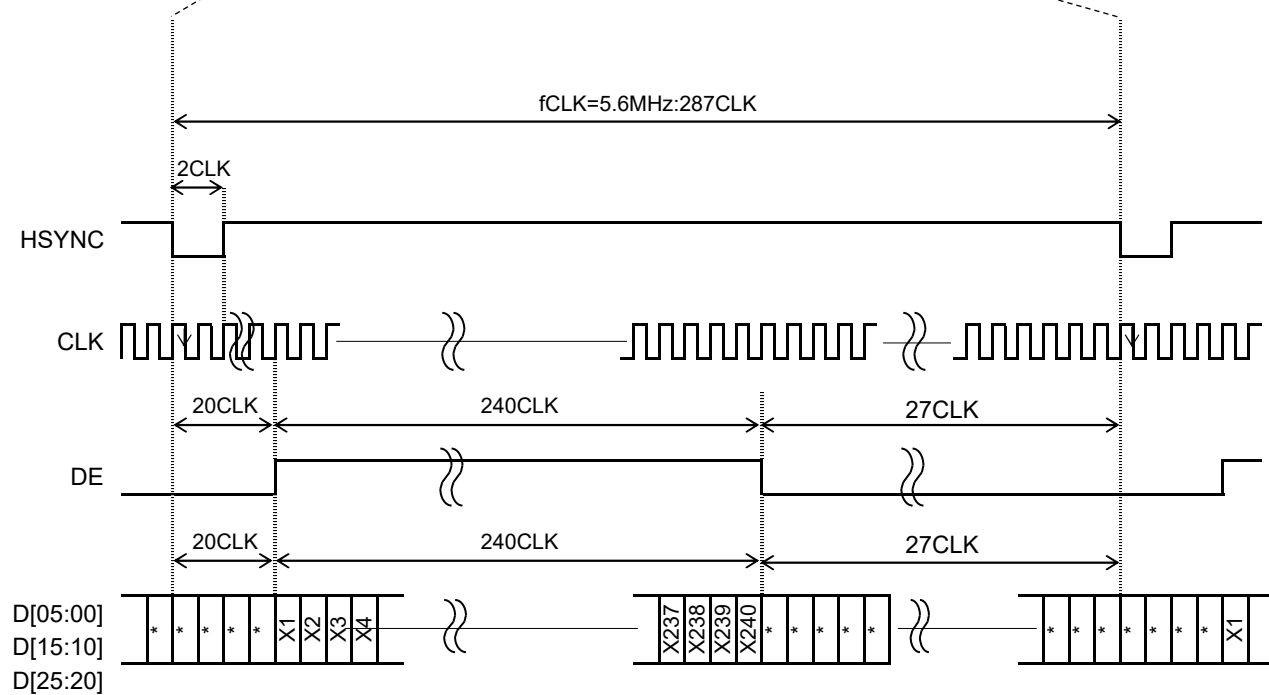 fCLK=5.6MHz:287CLK
2CLK
HSYNC
CLK
20CLK 240CLK 27CLK
DE
20CLK 240CLK 27CLK
D[05:00]
D[15:10]
D[25:20]
* * * * * X1 X2 X3 X4 X237 X238 X239 X240 * * * * * * * * * * * * X1